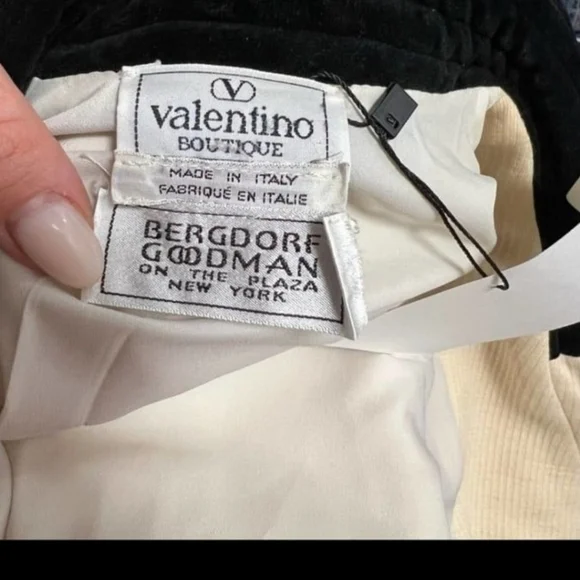 V
valentino
BOUTIQUE
MADE IN ITALY
FABRIQUÉ EN ITALIE
BERGDORF
GOODMAN
ON THE PLAZA
NEW YORK